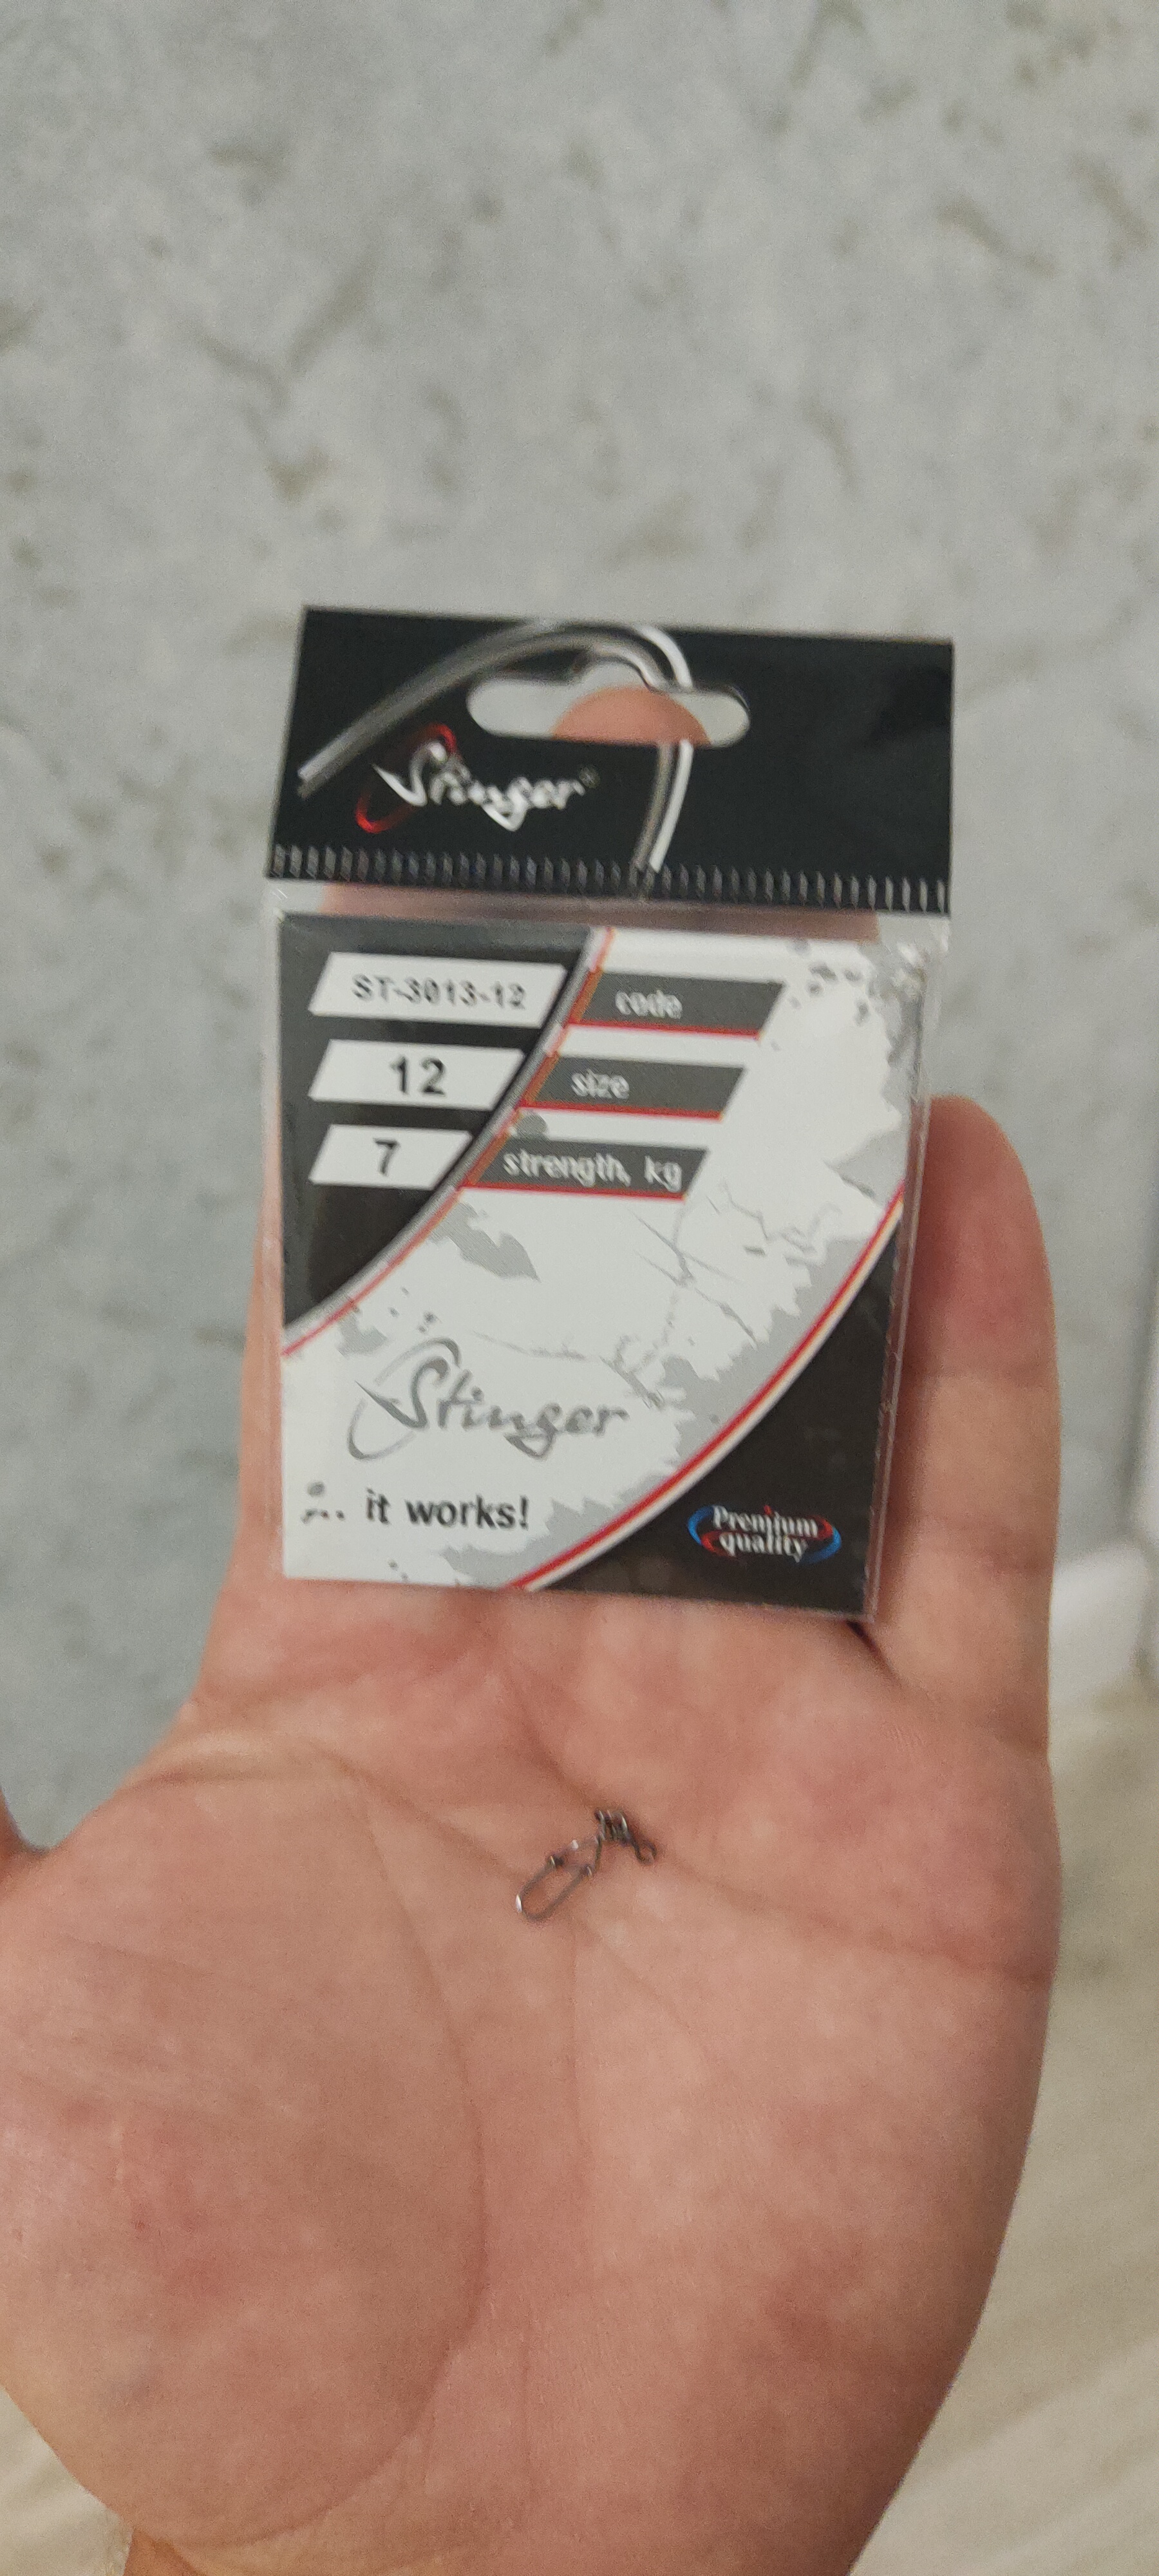 Stinger®
ST-3013-12 code
12 size
7 strength, kg
Stinger
... it works!
Premium
quality